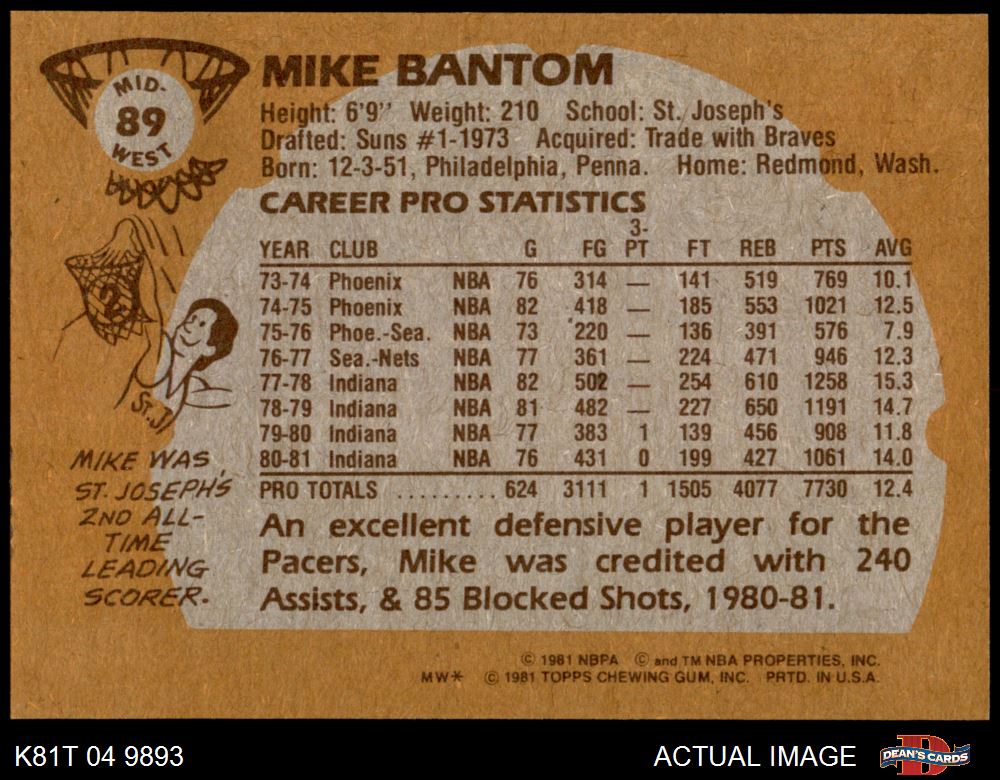 MID-
89
WEST
MIKE BANTOM
Height: 6'9" Weight: 210 School: St. Joseph's
Drafted: Suns #1-1973 Acquired: Trade with Braves
Born: 12-3-51, Philadelphia, Penna. Home: Redmond, Wash.
CAREER PRO STATISTICS
YEAR CLUB G FG 3-PT FT REB PTS AVG
73-74 Phoenix NBA 76 314 — 141 519 769 10.1
74-75 Phoenix NBA 82 418 — 185 553 1021 12.5
75-76 Phoe.-Sea. NBA 73 220 — 136 391 576 7.9
76-77 Sea.-Nets NBA 77 361 — 224 471 946 12.3
77-78 Indiana NBA 82 502 — 254 610 1258 15.3
78-79 Indiana NBA 81 482 — 227 650 1191 14.7
79-80 Indiana NBA 77 383 1 139 456 908 11.8
80-81 Indiana NBA 76 431 0 199 427 1061 14.0
PRO TOTALS ......... 624 3111 1 1505 4077 7730 12.4
An excellent defensive player for the
Pacers, Mike was credited with 240
Assists, & 85 Blocked Shots, 1980-81.
ST. J
MIKE WAS
ST. JOSEPH'S
2ND ALL-
TIME
LEADING
SCORER.
© 1981 NBPA © and TM NBA PROPERTIES, INC.
MW* © 1981 TOPPS CHEWING GUM, INC. PRTD. IN U.S.A.
K81T 04 9893
ACTUAL IMAGE
DEAN'S CARDS